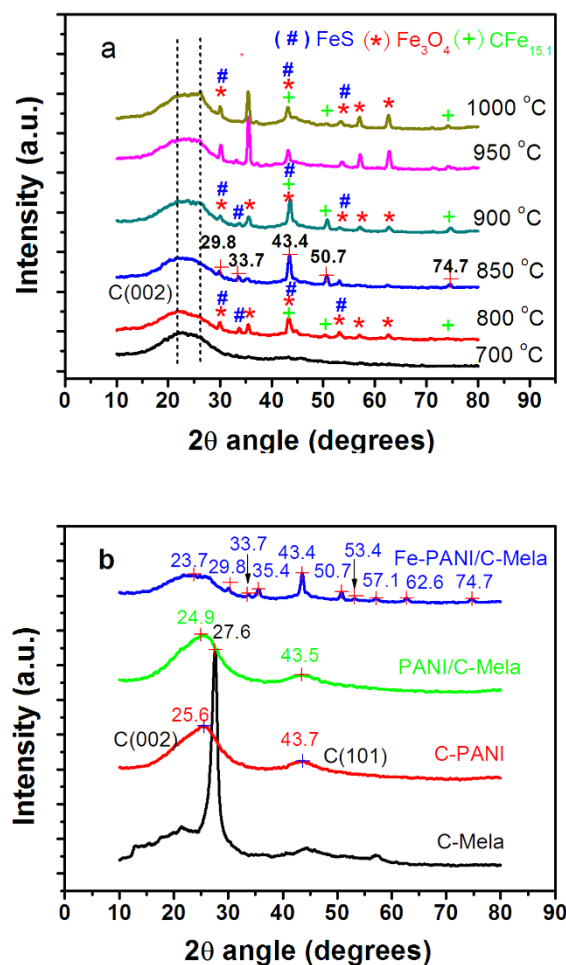 a
(#) FeS (*) Fe3O4 (+) CFe15.1
Intensity (a.u.)
# # #
* * * * *
+ + +
1000 °C
950 °C
# # # #
* * * * * *
+ + +
900 °C
29.8 33.7 43.4 50.7 74.7
850 °C
C(002)
# # # #
* * * * * *
+ + +
800 °C
700 °C
0 10 20 30 40 50 60 70 80 90
2θ angle (degrees)
b
Intensity (a.u.)
23.7 29.8 33.7 35.4 43.4 50.7 53.4 57.1 62.6 74.7
Fe-PANI/C-Mela
24.9 43.5
PANI/C-Mela
27.6
25.6 43.7
C(002) C(101)
C-PANI
C-Mela
0 10 20 30 40 50 60 70 80 90
2θ angle (degrees)